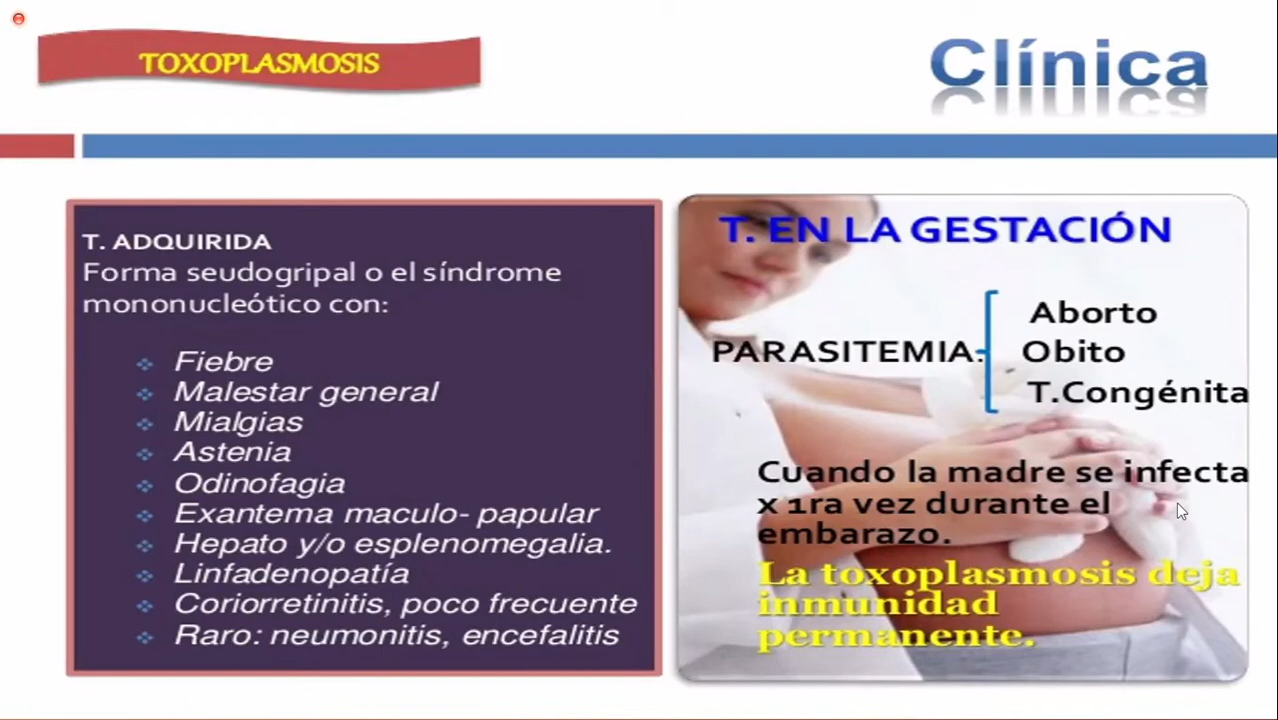 TOXOPLASMOSIS
Clínica
T. ADQUIRIDA
Forma seudogripal o el síndrome
mononucleótico con:
Fiebre
Malestar general
Mialgias
Astenia
Odinofagia
Exantema maculo- papular
Hepato y/o esplenomegalia.
Linfadenopatía
Coriorretinitis, poco frecuente
Raro: neumonitis, encefalitis
T. EN LA GESTACIÓN
PARASITEMIA:
Aborto
Obito
T.Congénita
Cuando la madre se infecta
x 1ra vez durante el
embarazo.
La toxoplasmosis deja
inmunidad
permanente.